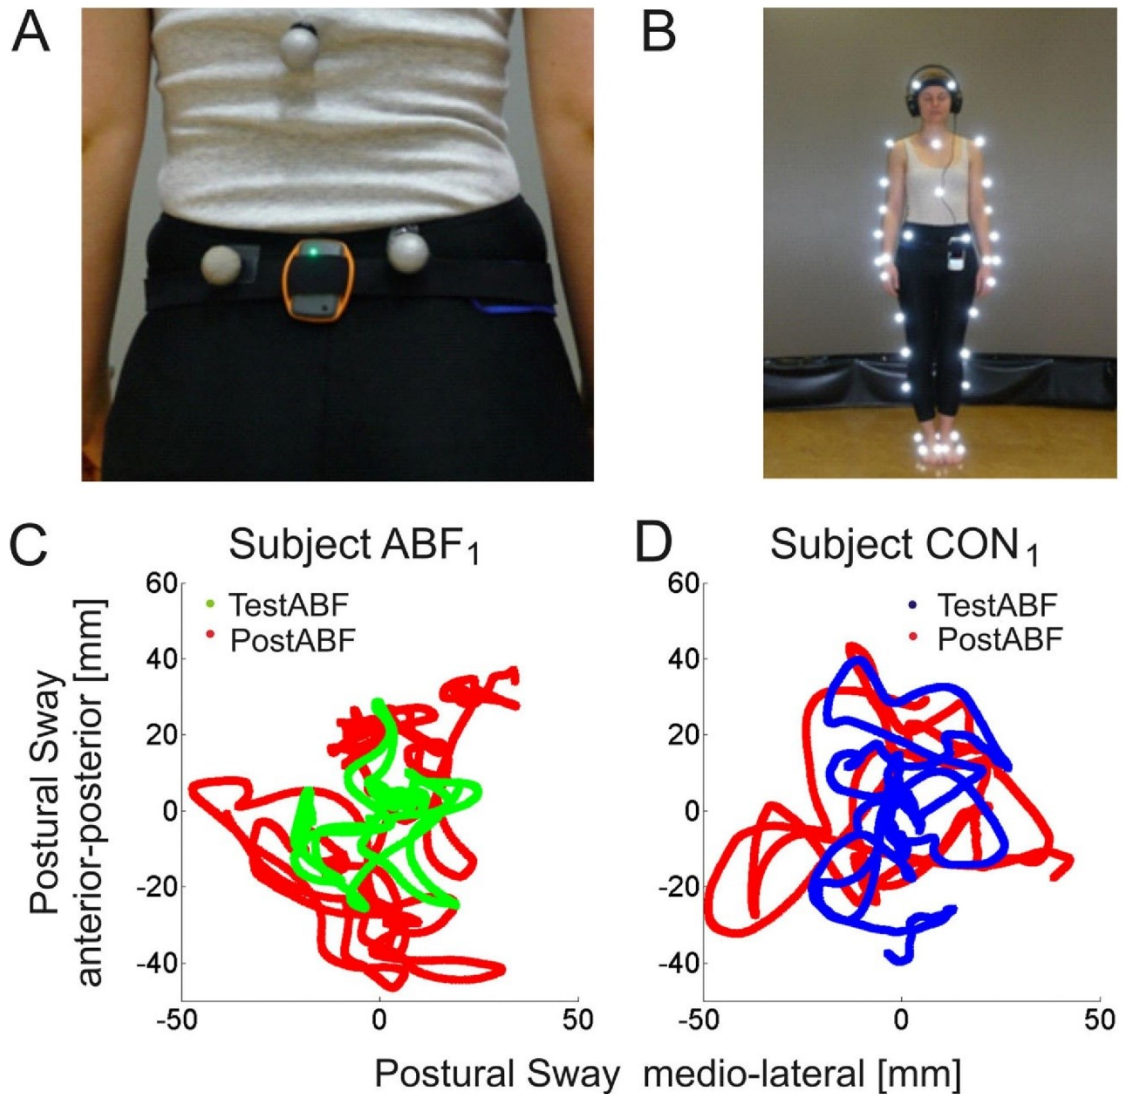 A
B
C
Subject ABF1
D
Subject CON1
Postural Sway
anterior-posterior [mm]
60
40
20
0
-20
-40
TestABF
PostABF
-50
0
50
60
40
20
0
-20
-40
TestABF
PostABF
-50
0
50
Postural Sway medio-lateral [mm]